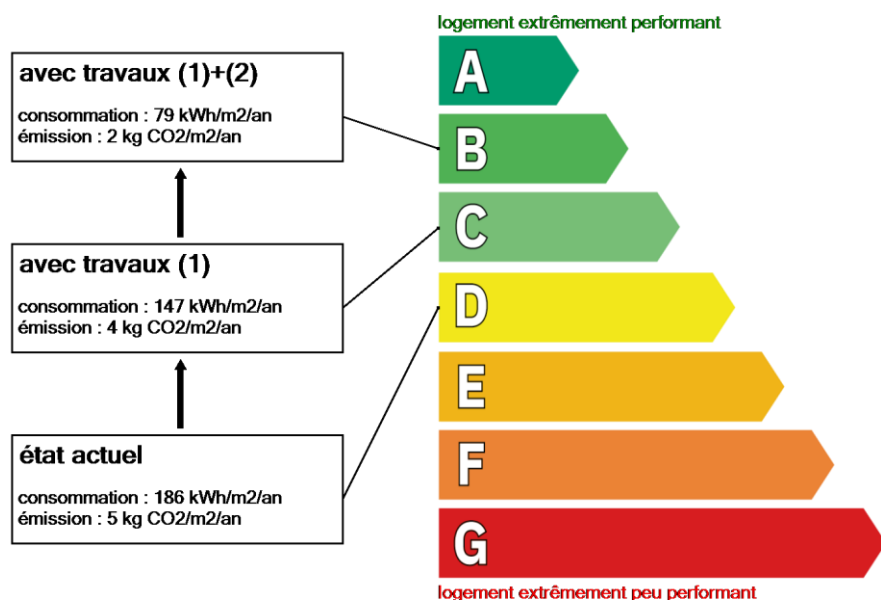 logement extrêmement performant
avec travaux (1)+(2)
consommation : 79 kWh/m2/an
émission : 2 kg CO2/m2/an
avec travaux (1)
consommation : 147 kWh/m2/an
émission : 4 kg CO2/m2/an
état actuel
consommation : 186 kWh/m2/an
émission : 5 kg CO2/m2/an
A
B
C
D
E
F
G
logement extrêmement peu performant